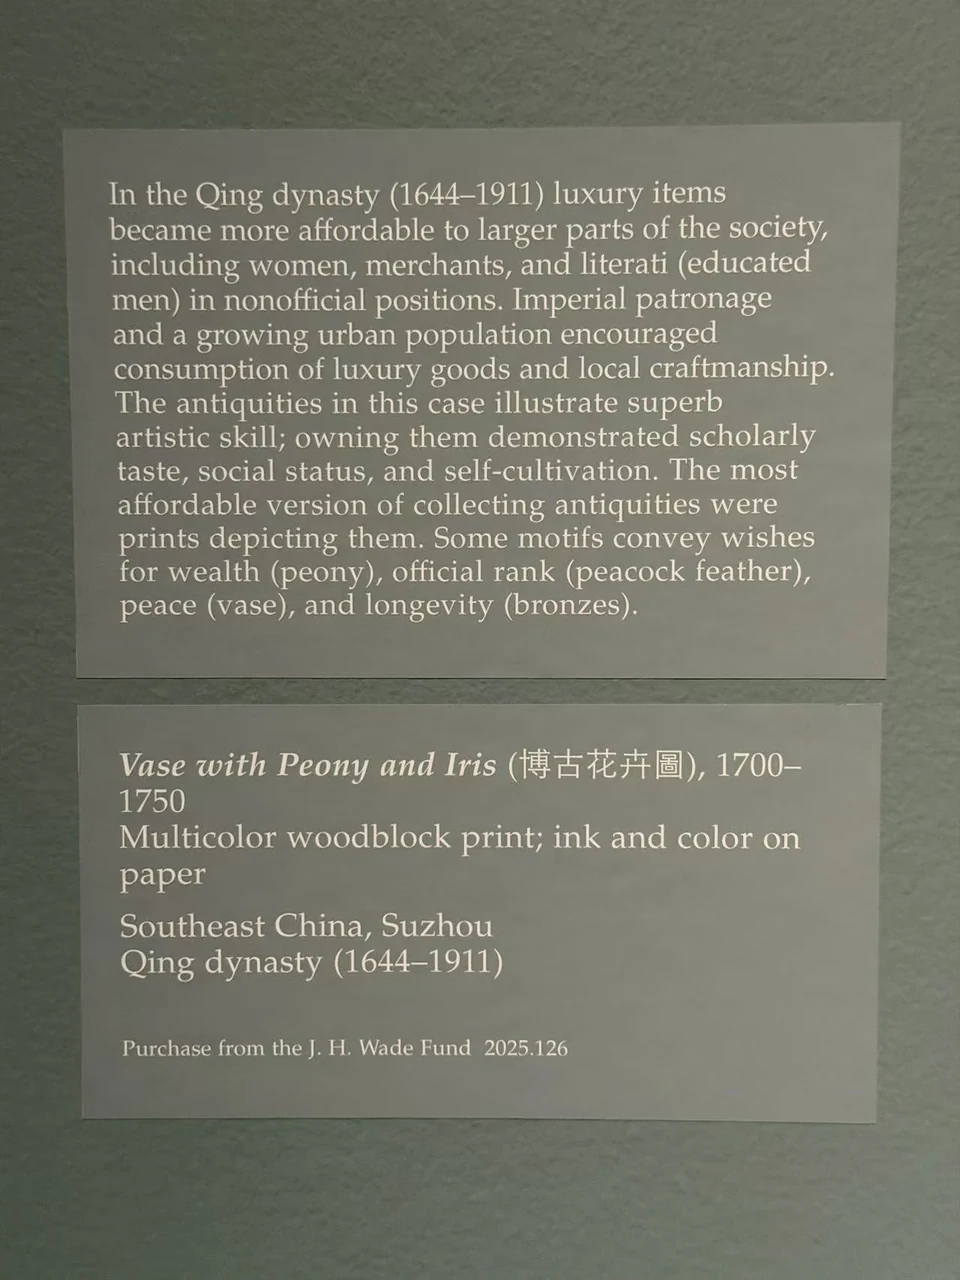 In the Qing dynasty (1644–1911) luxury items
became more affordable to larger parts of the society,
including women, merchants, and literati (educated
men) in nonofficial positions. Imperial patronage
and a growing urban population encouraged
consumption of luxury goods and local craftmanship.
The antiquities in this case illustrate superb
artistic skill; owning them demonstrated scholarly
taste, social status, and self-cultivation. The most
affordable version of collecting antiquities were
prints depicting them. Some motifs convey wishes
for wealth (peony), official rank (peacock feather),
peace (vase), and longevity (bronzes).
Vase with Peony and Iris (博古花卉圖), 1700–
1750
Multicolor woodblock print; ink and color on
paper
Southeast China, Suzhou
Qing dynasty (1644–1911)
Purchase from the J. H. Wade Fund 2025.126